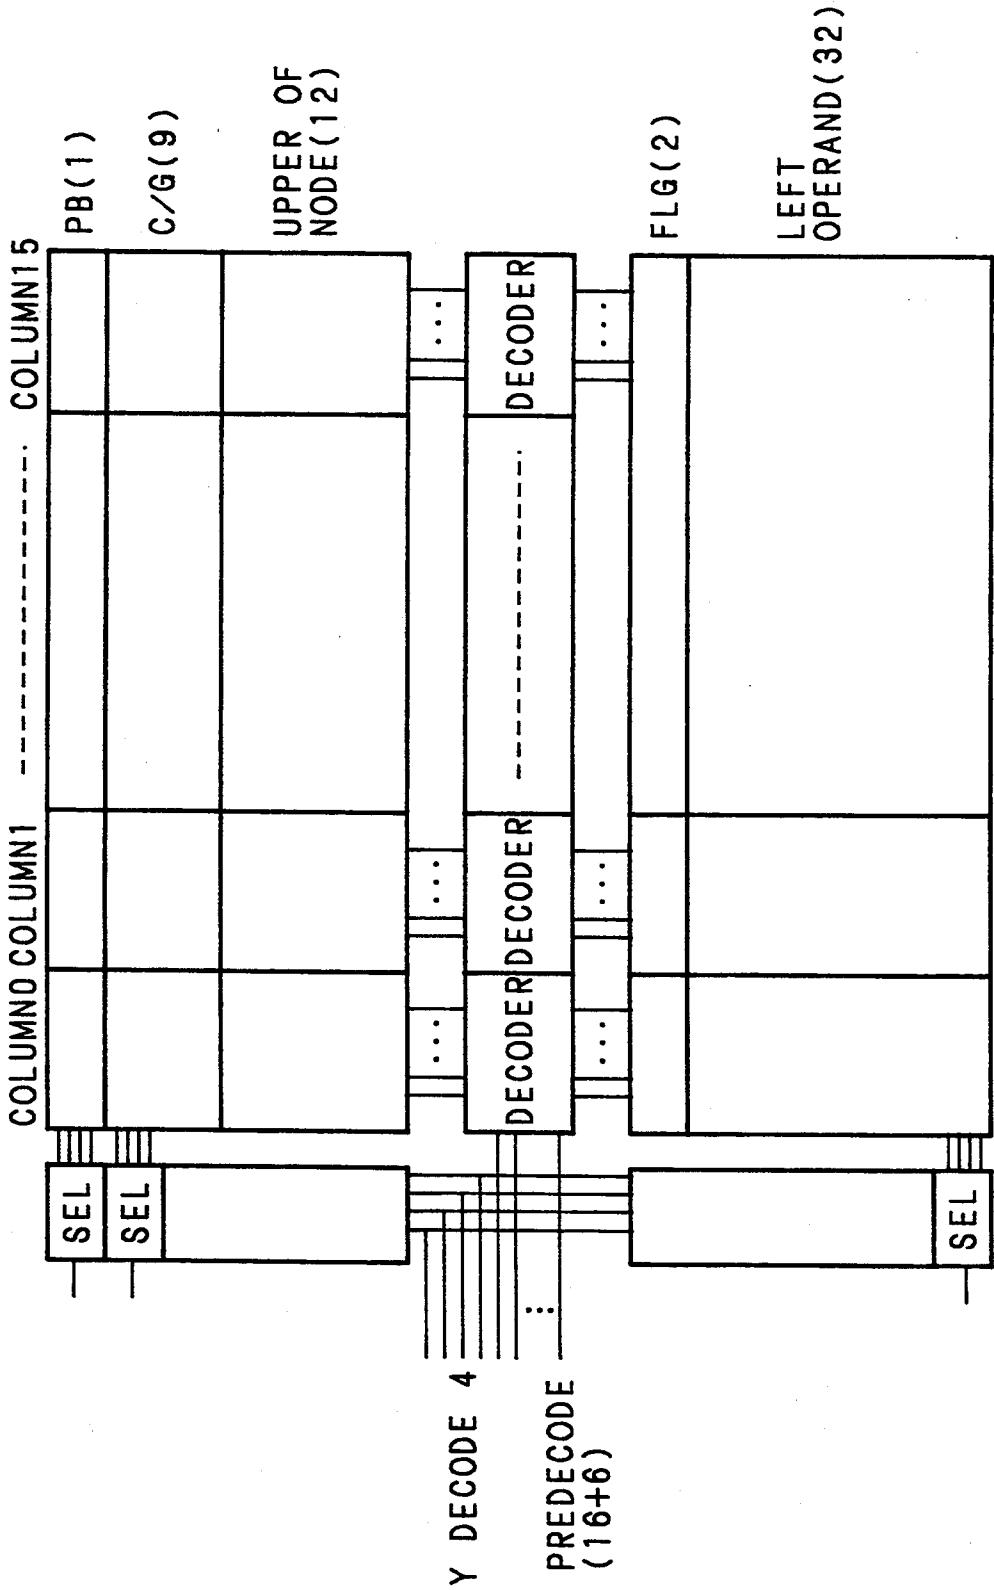 COLUMN0 COLUMN1 COLUMN15
SEL
PB(1)
SEL
C/G(9)
UPPER OF
NODE(12)
Y DECODE 4
PREDECODE
(16+6)
DECODER DECODER DECODER
FLG(2)
LEFT
OPERAND(32)
SEL